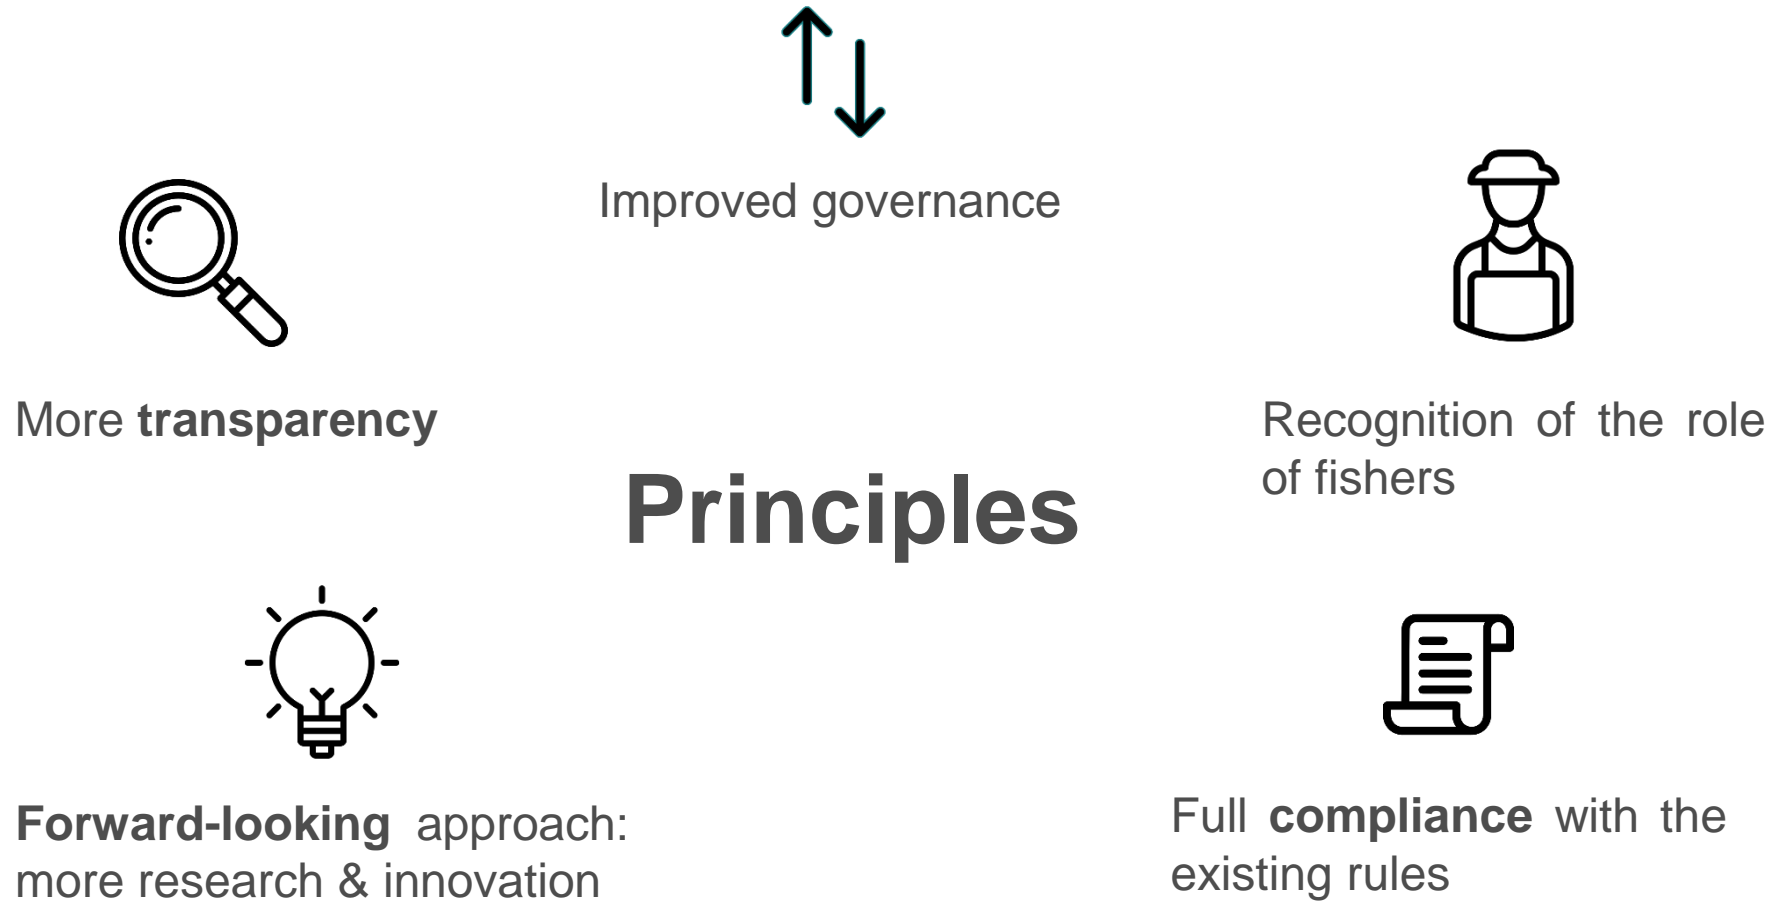 Improved governance
More transparency
Recognition of the role
of fishers
Principles
Forward-looking approach:
more research & innovation
Full compliance with the
existing rules